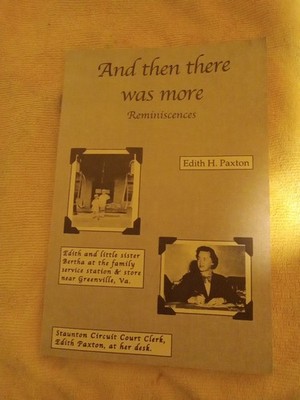 And then there
was more
Reminiscences
Edith H. Paxton
Edith and little sister
Bertha at the family
service station & store
near Greenville, Va.
Staunton Circuit Court Clerk,
Edith Paxton, at her desk.